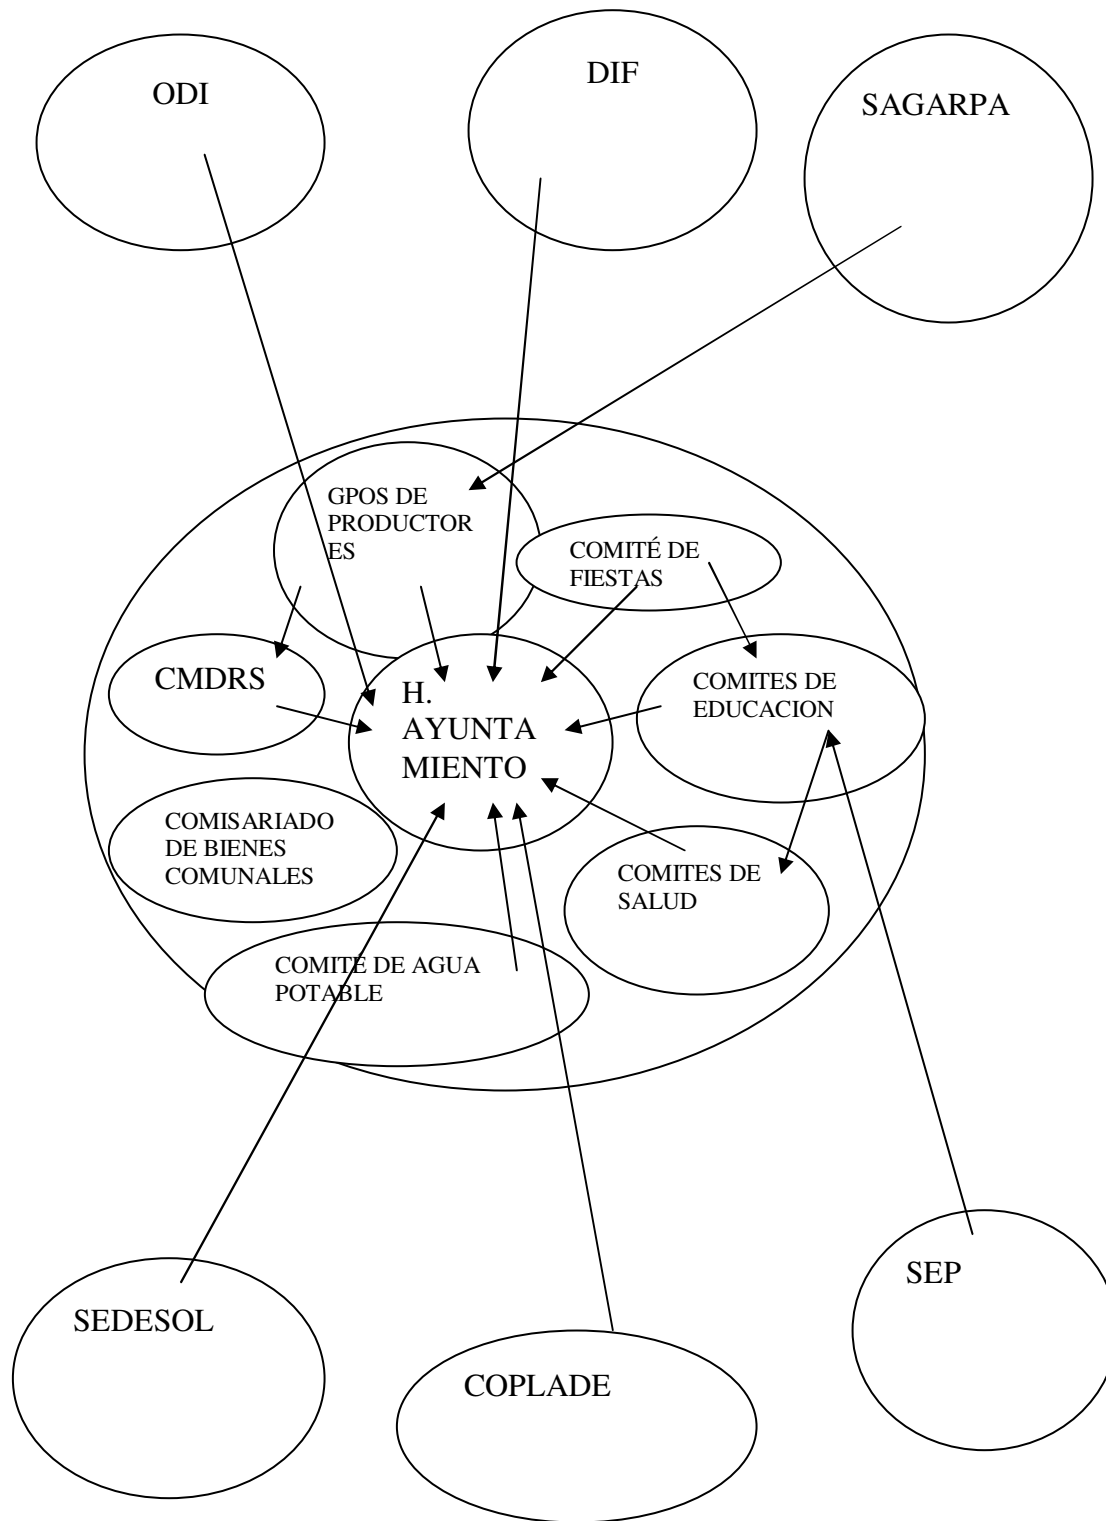 ODI
DIF
SAGARPA
GPOS DE
PRODUCTOR
ES
COMITÉ DE
FIESTAS
CMDRS
H.
AYUNTA
MIENTO
COMITES DE
EDUCACION
COMISARIADO
DE BIENES
COMUNALES
COMITES DE
SALUD
COMITE DE AGUA
POTABLE
SEP
SEDESOL
COPLADE